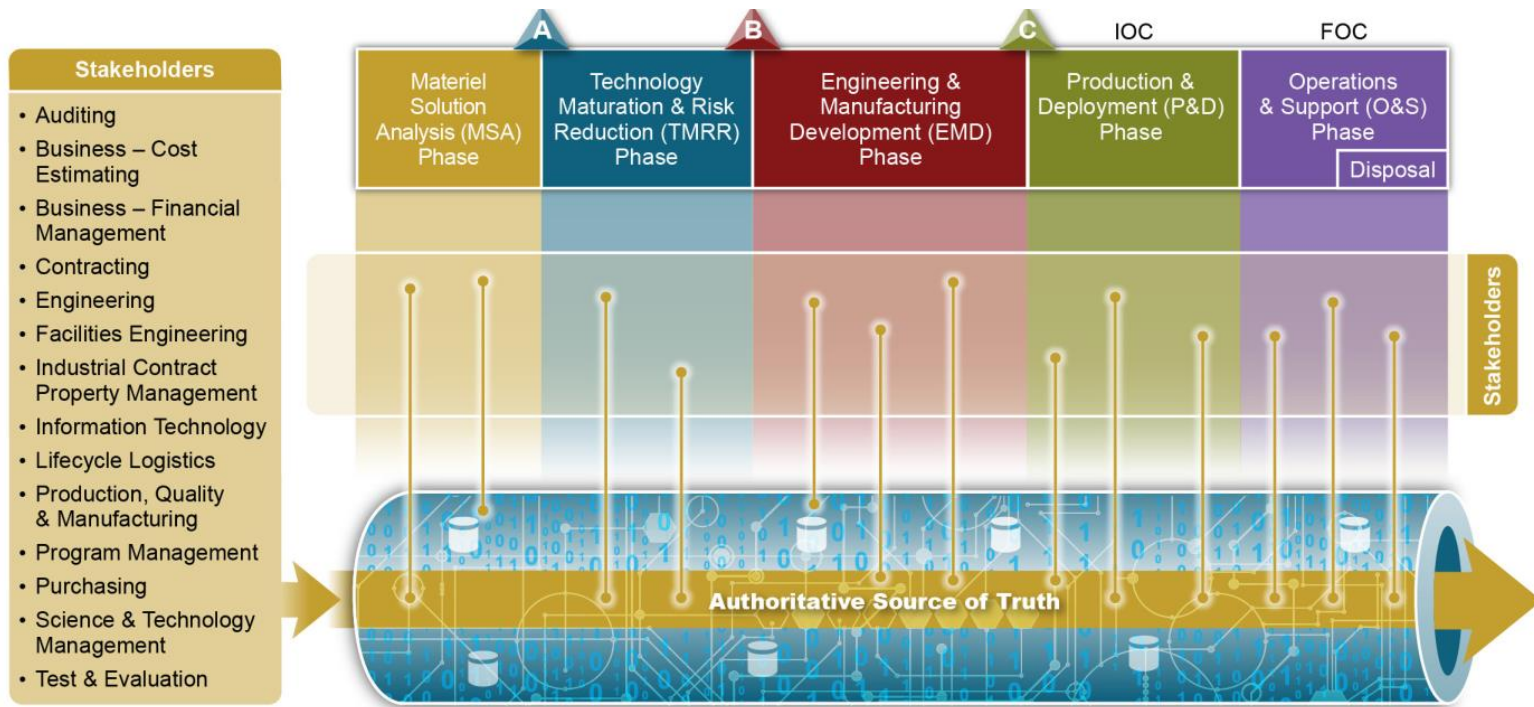 Stakeholders
• Auditing
• Business – Cost
Estimating
• Business – Financial
Management
• Contracting
• Engineering
• Facilities Engineering
• Industrial Contract
Property Management
• Information Technology
• Lifecycle Logistics
• Production, Quality
& Manufacturing
• Program Management
• Purchasing
• Science & Technology
Management
• Test & Evaluation
A
B
C
IOC
FOC
Materiel
Solution
Analysis (MSA)
Phase
Technology
Maturation & Risk
Reduction (TMRR)
Phase
Engineering &
Manufacturing
Development (EMD)
Phase
Production &
Deployment (P&D)
Phase
Operations
& Support (O&S)
Phase
Disposal
Stakeholders
Authoritative Source of Truth